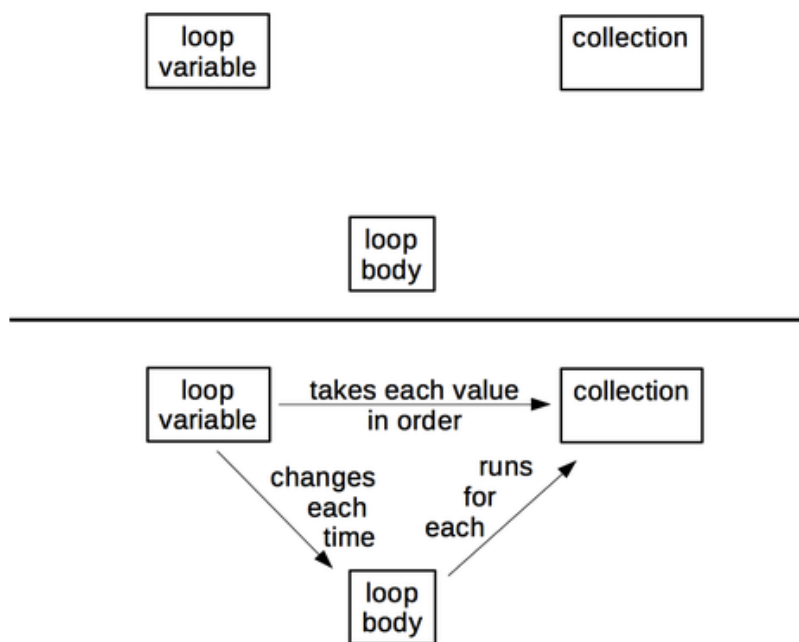 loop
variable
collection
loop
body
loop
variable
takes each value
in order
collection
changes
each
time
runs
for
each
loop
body